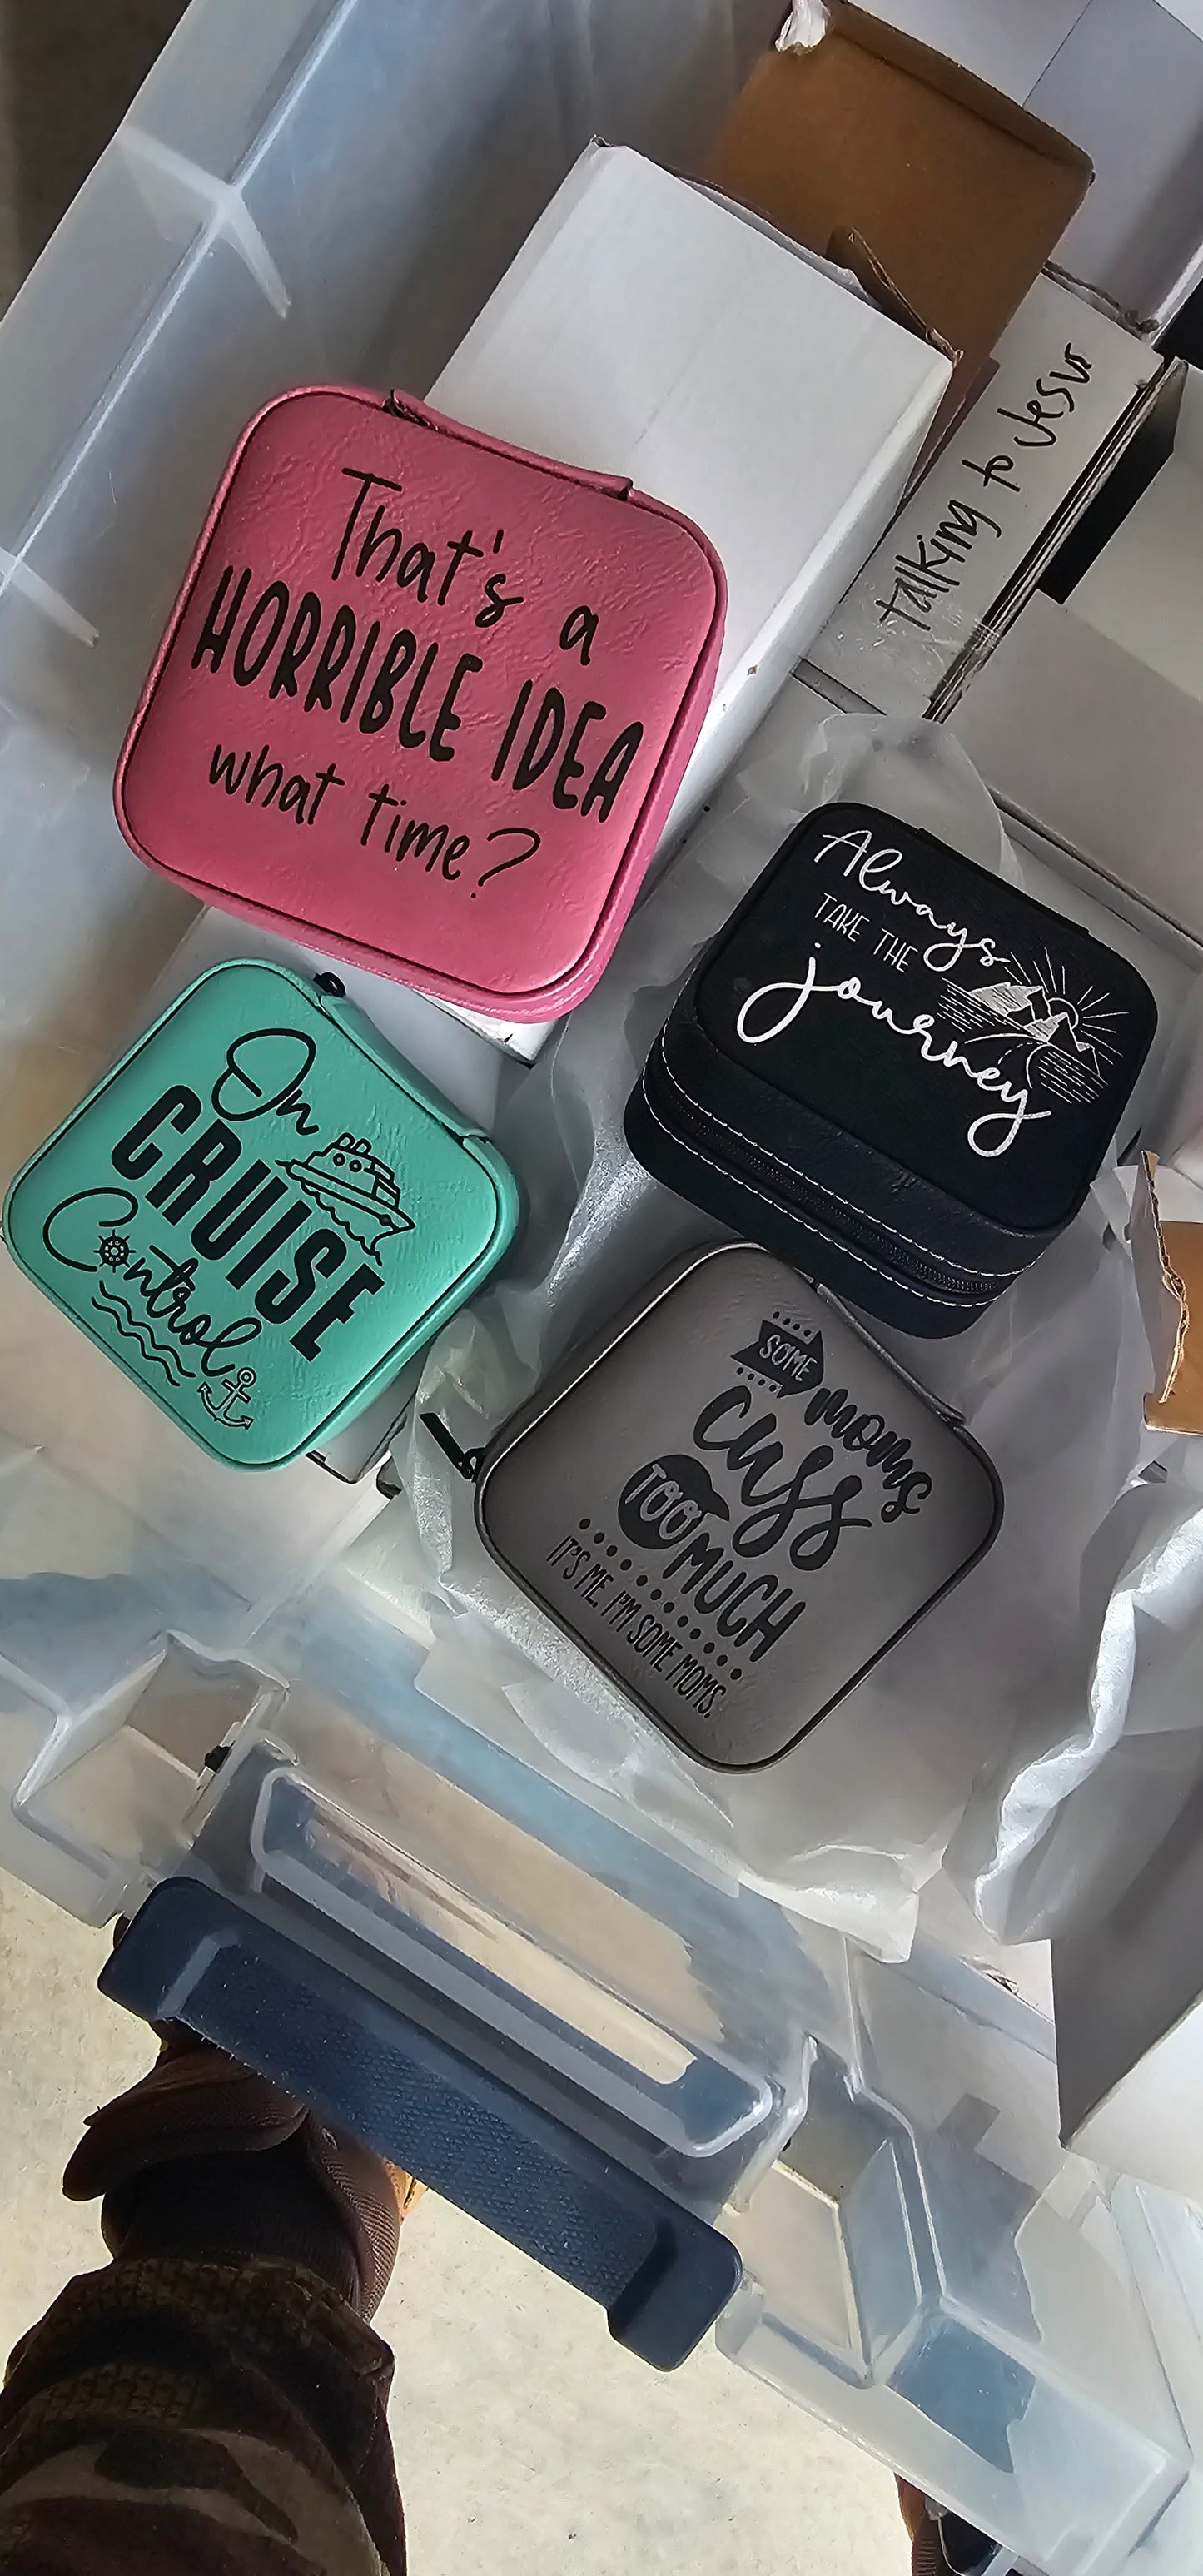 That's a
HORRIBLE IDEA
what time?
talking to Jesus
Always
TAKE THE
journey
On
CRUISE
Control
SOME
moms
cuss
TOO
MUCH
IT'S ME. I'M SOME MOMS.